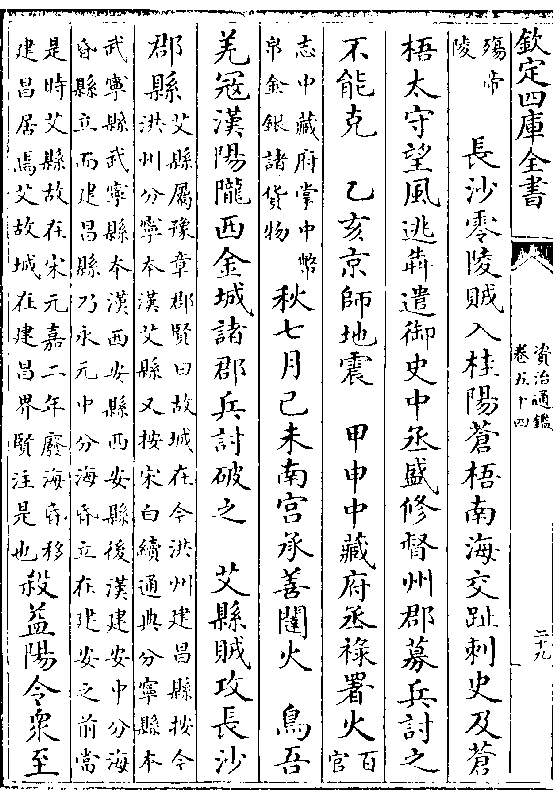 欽定四庫全書
資治通鑑
卷五十四
二十九
殤帝
陵
長沙零陵賊入桂陽蒼梧南海交趾刺史及蒼
梧太守望風逃犇遣御史中丞盛修督州郡募兵討之
不能克 乙亥京師地震 甲申中藏府丞祿署火百
官
志中藏府掌中幣
帛金銀諸貨物
秋七月己未南宮承善闥火 鳥吾
羌冦漢陽隴西金城諸郡兵討破之 艾縣賊攻長沙
郡縣
艾縣屬豫章郡賢曰故城在今洪州建昌縣按今
洪州分寧本漢艾縣又按宋白續通典分寧縣本
武寧縣武寧縣本漢西安縣西安縣後漢建安中分海
昏縣立而建昌縣乃永元中分海昏立在建安之前當
是時艾縣故在宋元嘉二年廢海昏移
建昌居焉艾故城在建昌界賢注是也
殺益陽令衆至